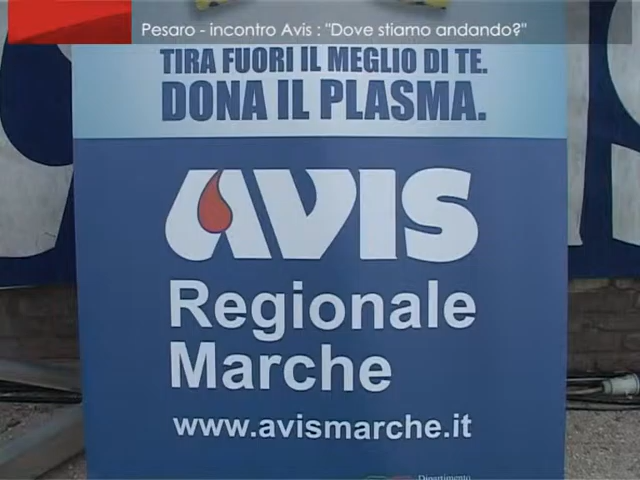 Pesaro - incontro Avis : "Dove stiamo andando?"
TIRA FUORI IL MEGLIO DI TE.
DONA IL PLASMA.
AVIS
Regionale
Marche
www.avismarche.it
Dipartimento